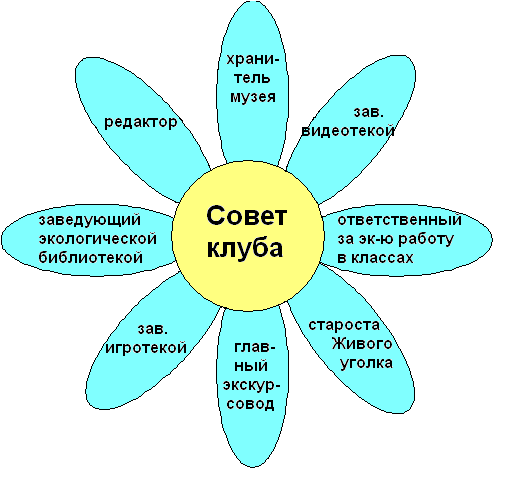 храни-
тель
музея
зав.
видеотекой
ответственный
за эк-ю работу
в классах
староста
Живого
уголка
глав-
ный
экскур-
совод
зав.
игротекой
заведующий
экологической
библиотекой
редактор
Совет
клуба